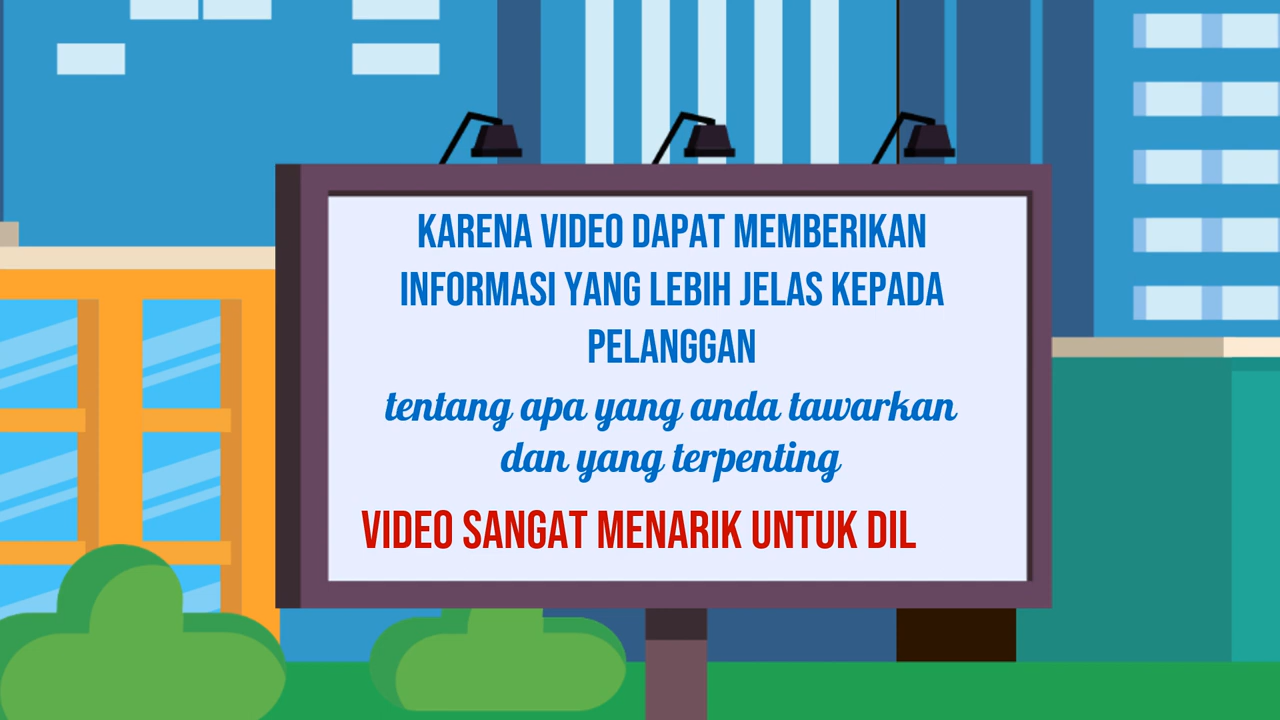 KARENA VIDEO DAPAT MEMBERIKAN
INFORMASI YANG LEBIH JELAS KEPADA
PELANGGAN
tentang apa yang anda tawarkan
dan yang terpenting
VIDEO SANGAT MENARIK UNTUK DIL